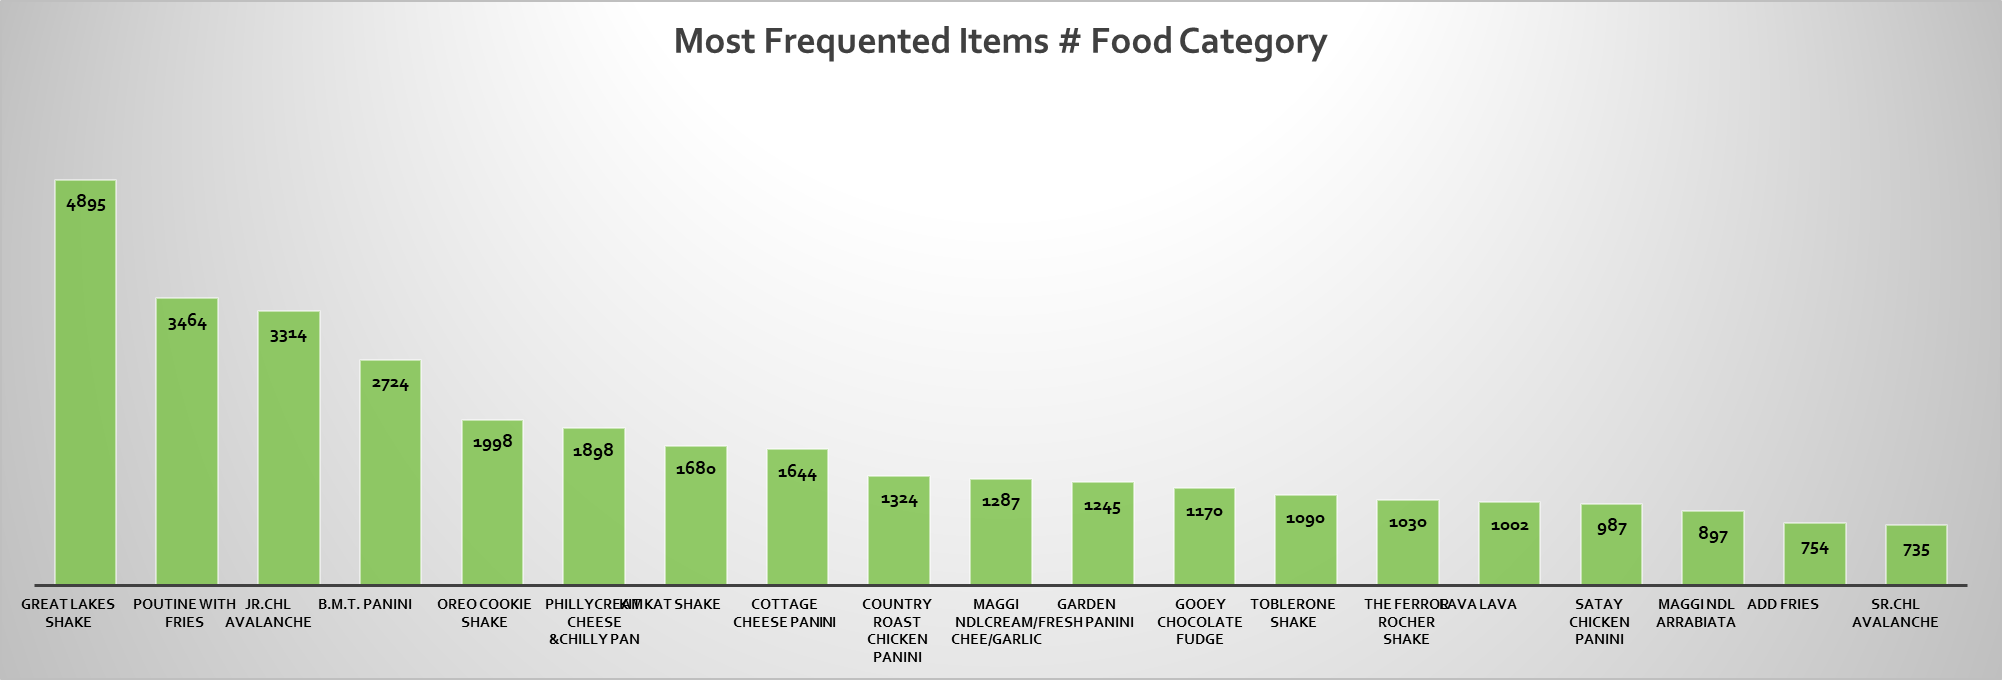 Most Frequented Items # Food Category
4895
3464
3314
2724
1998
1898
1680
1644
1324
1287
1245
1170
1090
1030
1002
987
897
754
735
GREAT LAKES
SHAKE
POUTINE WITH
FRIES
JR.CHL
AVALANCHE
B.M.T. PANINI
OREO COOKIE
SHAKE
PHILLYCREAM
CHEESE
&CHILLY PAN
KITKAT SHAKE
COTTAGE
CHEESE PANINI
COUNTRY
ROAST
CHICKEN
PANINI
MAGGI
NDLCREAM/
CHEE/GARLIC
GARDEN
FRESH PANINI
GOOEY
CHOCOLATE
FUDGE
TOBLERONE
SHAKE
THE FERROR
ROCHER
SHAKE
LAVA LAVA
SATAY
CHICKEN
PANINI
MAGGI NDL
ARRABIATA
ADD FRIES
SR.CHL
AVALANCHE